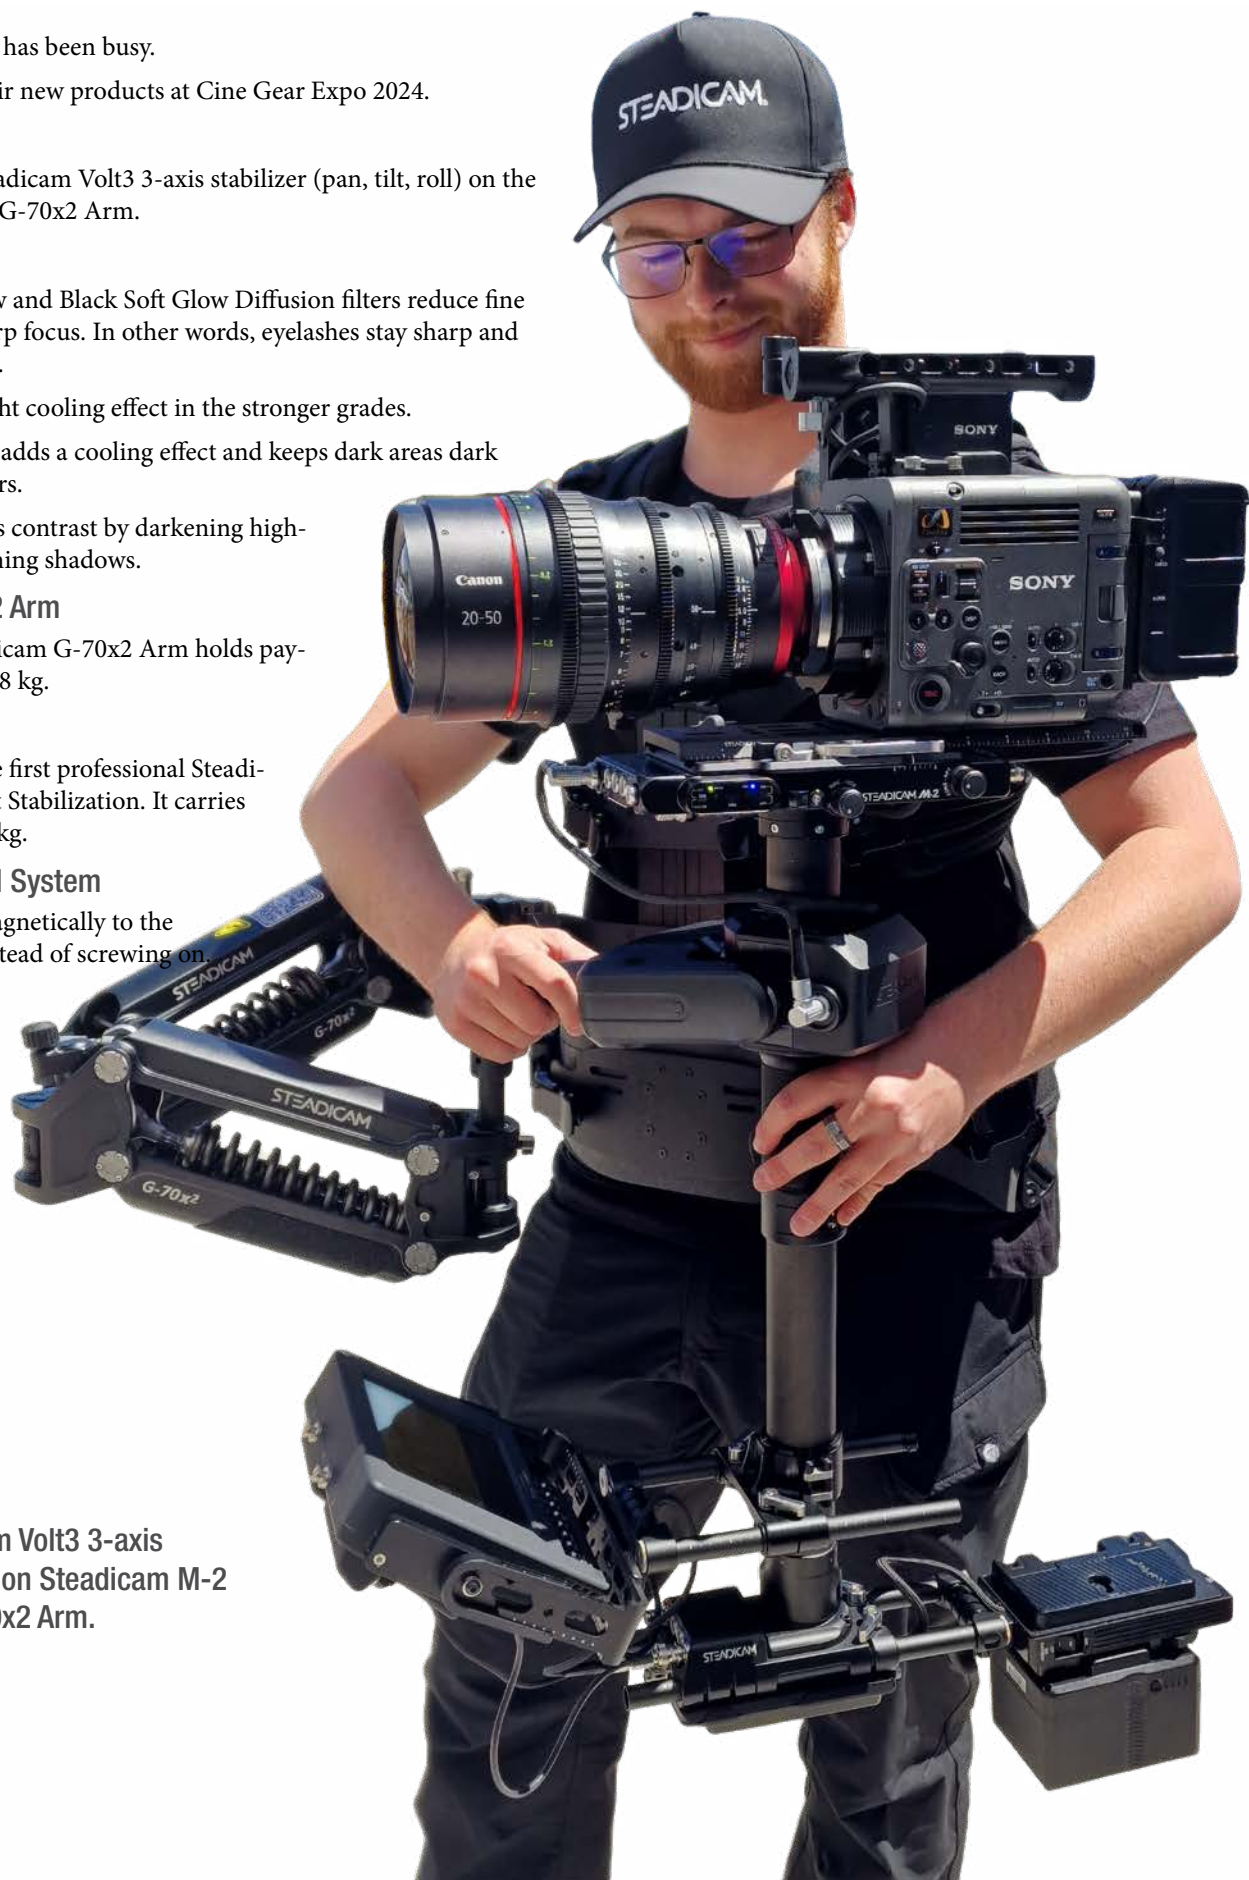 has been busy.
ir new products at Cine Gear Expo 2024.
adicam Volt3 3-axis stabilizer (pan, tilt, roll) on the
G-70x2 Arm.
w and Black Soft Glow Diffusion filters reduce fine
rp focus. In other words, eyelashes stay sharp and
.
ht cooling effect in the stronger grades.
adds a cooling effect and keeps dark areas dark
rs.
s contrast by darkening high-
ning shadows.
2 Arm
icam G-70x2 Arm holds pay-
8 kg.
e first professional Steadi-
t Stabilization. It carries
kg.
l System
agnetically to the
stead of screwing on.
m Volt3 3-axis
on Steadicam M-2
0x2 Arm.
STEADICAM
SONY
Canon
20-50
SONY
STEADICAM M-2
STEADICAM
G-70x²
STEADICAM
G-70x²
STEADICAM